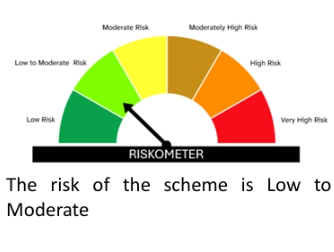 Moderate Risk
Moderately High Risk
Low to Moderate Risk
High Risk
Low Risk
Very High Risk
RISKOMETER
The risk of the scheme is Low to
Moderate